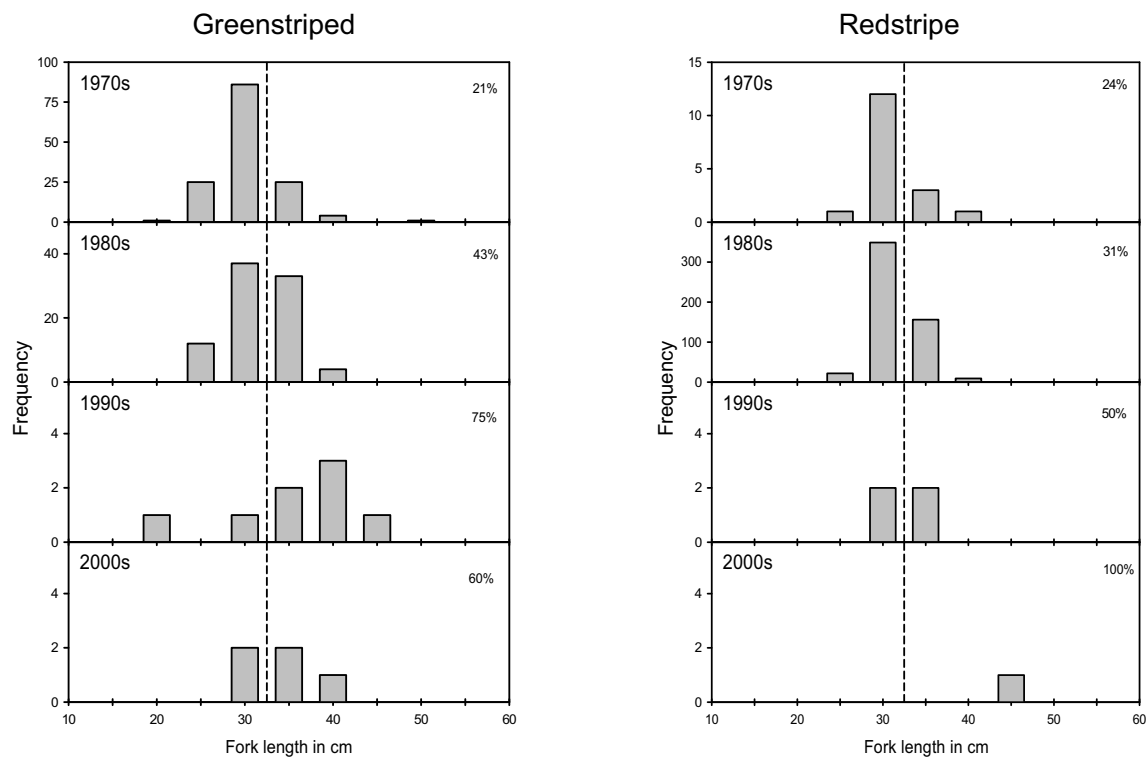 Greenstriped
100
75
50
25
0
1970s
21%
40
20
0
1980s
43%
4
2
0
1990s
75%
4
2
0
2000s
60%
10 20 30 40 50 60
Fork length in cm
Frequency
Redstripe
15
10
5
0
1970s
24%
300
200
100
0
1980s
31%
4
2
0
1990s
50%
4
2
0
2000s
100%
10 20 30 40 50 60
Fork length in cm
Frequency